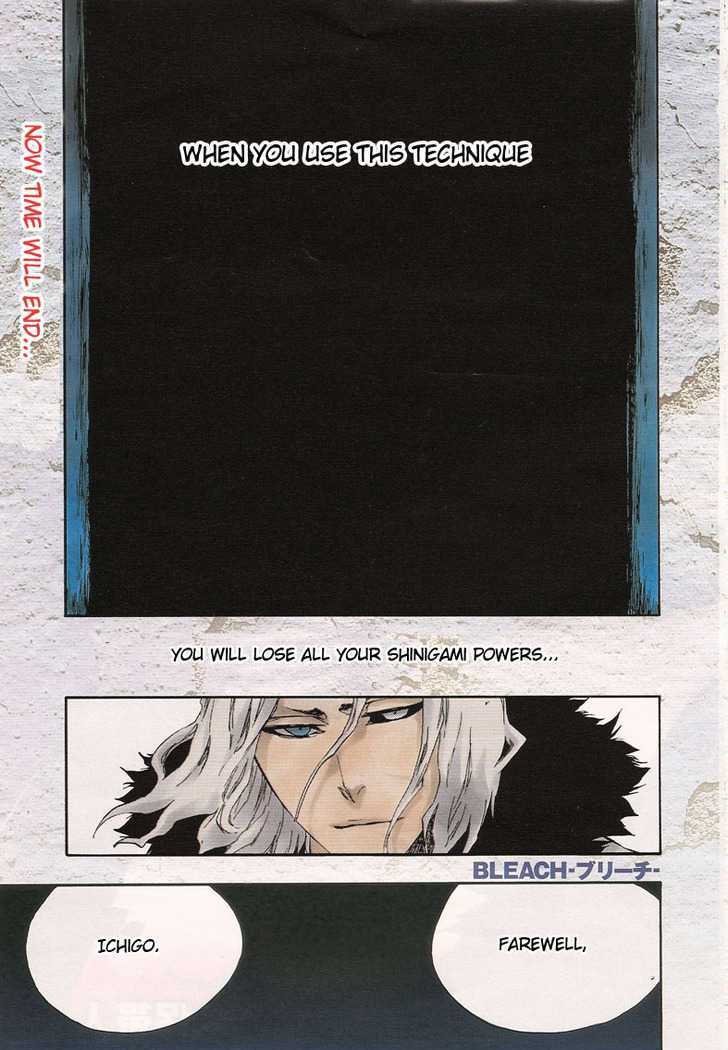 WHEN YOU USE THIS TECHNIQUE
NOW TIME WILL END...
YOU WILL LOSE ALL YOUR SHINIGAMI POWERS...
BLEACH-ブリーチ-
FAREWELL,
ICHIGO.